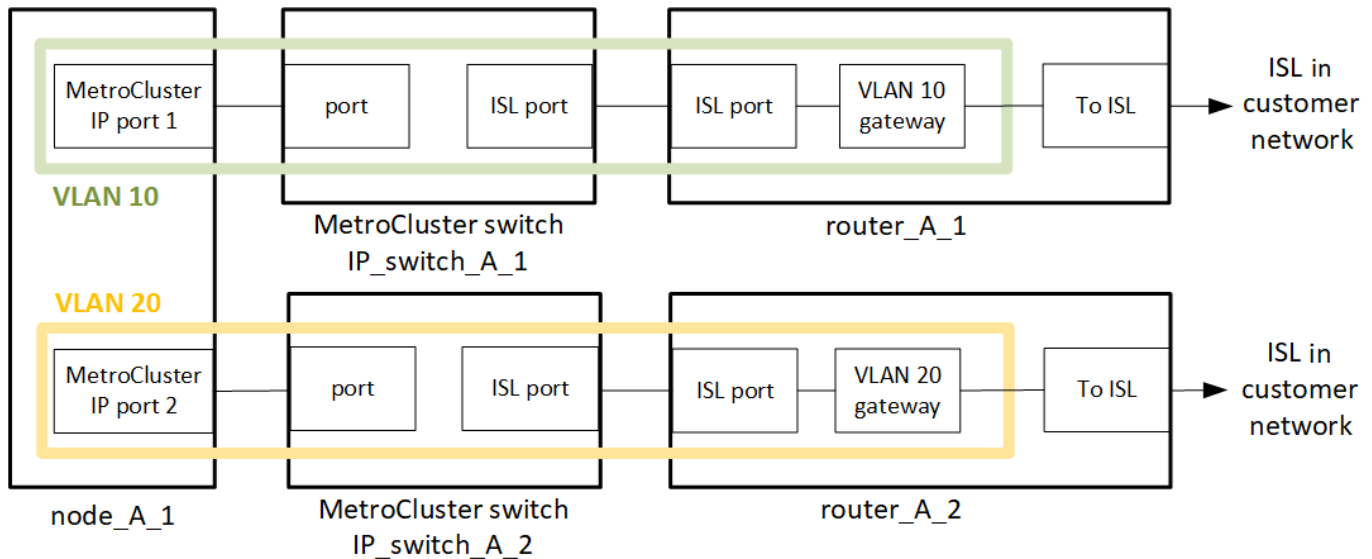 MetroCluster
IP port 1
port
ISL port
ISL port
VLAN 10
gateway
To ISL
ISL in
customer
network
VLAN 10
MetroCluster switch
IP_switch_A_1
router_A_1
VLAN 20
MetroCluster
IP port 2
port
ISL port
ISL port
VLAN 20
gateway
To ISL
ISL in
customer
network
node_A_1
MetroCluster switch
IP_switch_A_2
router_A_2